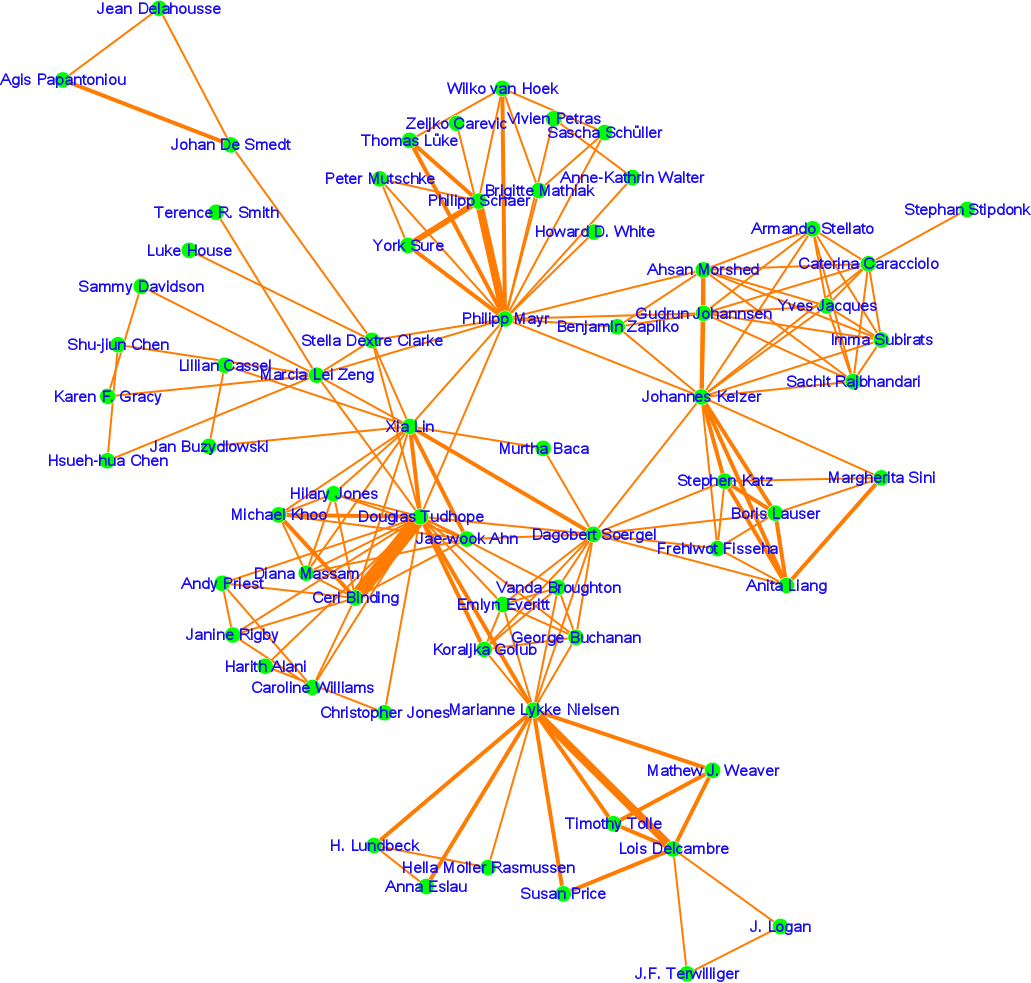 Jean Delahousse
Agis Papantoniou
Wilko van Hoek
Zeljko Carevic
Vivien Petras
Sascha Schüller
Thomas Lüke
Johan De Smedt
Peter Mutschke
Anne-Kathrin Walter
Brigitte Mathiak
Philipp Schaer
Terence R. Smith
Stephan Stipdonk
Armando Stellato
Howard D. White
York Sure
Luke House
Caterina Caracciolo
Ahsan Morshed
Sammy Davidson
Yves Jacques
Gudrun Johannsen
Philipp Mayr
Benjamin Zapilko
Stella Dextre Clarke
Imma Subirats
Shu-jiun Chen
Lillian Cassel
Marcia Lei Zeng
Sachit Rajbhandari
Karen F. Gracy
Johannes Keizer
Xia Lin
Jan Buzydlowski
Murtha Baca
Hsueh-hua Chen
Stephen Katz
Margherita Sini
Hilary Jones
Michael Khoo
Douglas Tudhope
Boris Lauser
Jae-wook Ahn
Dagobert Soergel
Frehiwot Fisseha
Diana Massam
Andy Priest
Vanda Broughton
Anita Liang
Ceri Binding
Emlyn Everitt
Janine Rigby
George Buchanan
Koraljka Golub
Harith Alani
Caroline Williams
Christopher Jones
Marianne Lykke Nielsen
Mathew J. Weaver
Timothy Tolle
H. Lundbeck
Lois Delcambre
Hella Moller Rasmussen
Anna Eslau
Susan Price
J. Logan
J.F. Terwilliger